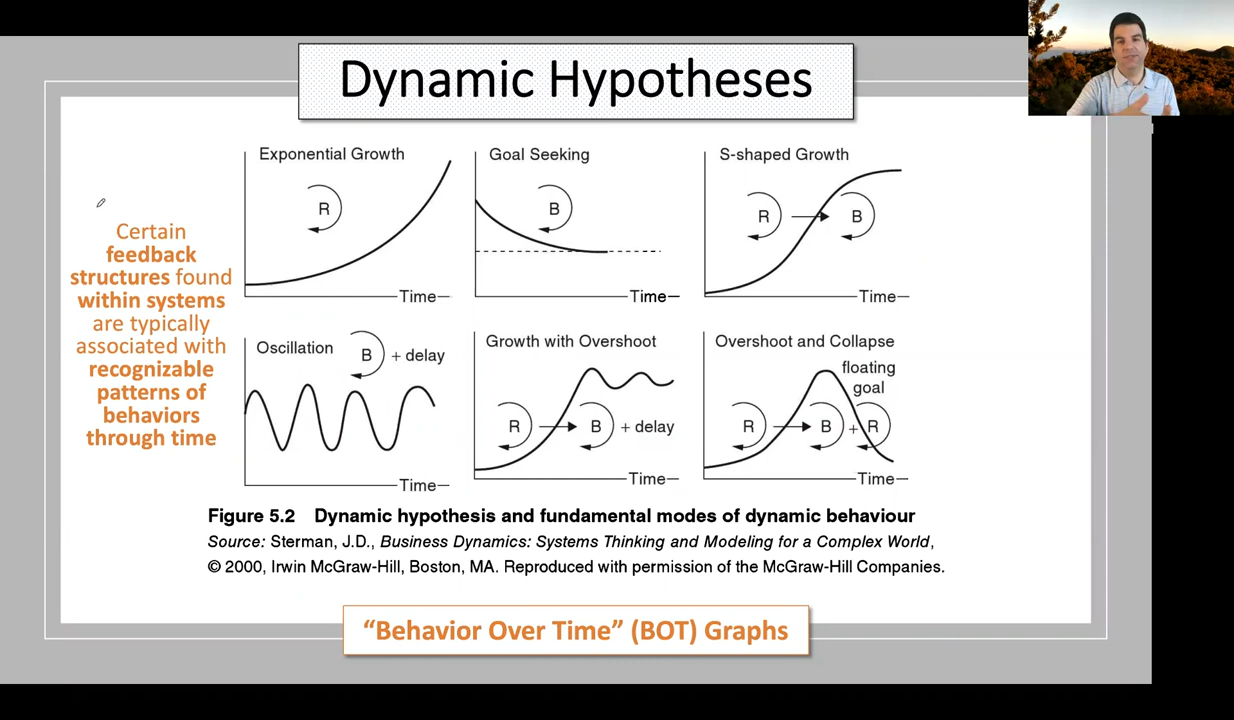 Dynamic Hypotheses
Certain
feedback
structures found
within systems
are typically
associated with
recognizable
patterns of
behaviors
through time
Exponential Growth
R
Time
Goal Seeking
B
Time
S-shaped Growth
R
B
Time
Oscillation
B + delay
Time
Growth with Overshoot
R
B + delay
Time
Overshoot and Collapse
floating
goal
R
B + R
Time
Figure 5.2 Dynamic hypothesis and fundamental modes of dynamic behaviour
Source: Sterman, J.D., Business Dynamics: Systems Thinking and Modeling for a Complex World,
© 2000, Irwin McGraw-Hill, Boston, MA. Reproduced with permission of the McGraw-Hill Companies.
“Behavior Over Time” (BOT) Graphs